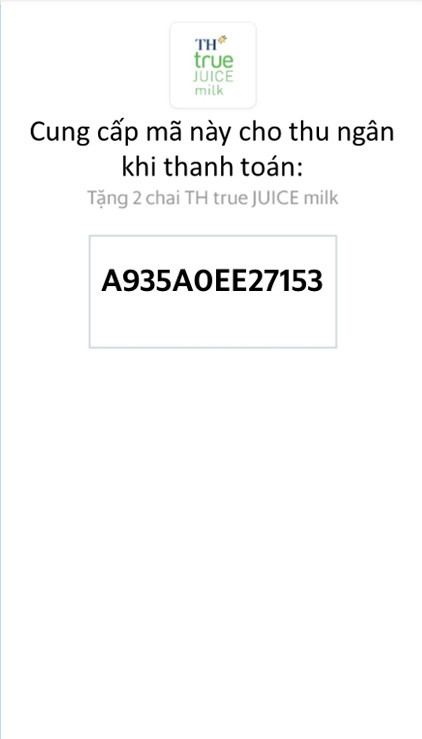 TH
true
JUICE
milk
Cung cấp mã này cho thu ngân
khi thanh toán:
Tặng 2 chai TH true JUICE milk
A935A0EE27153